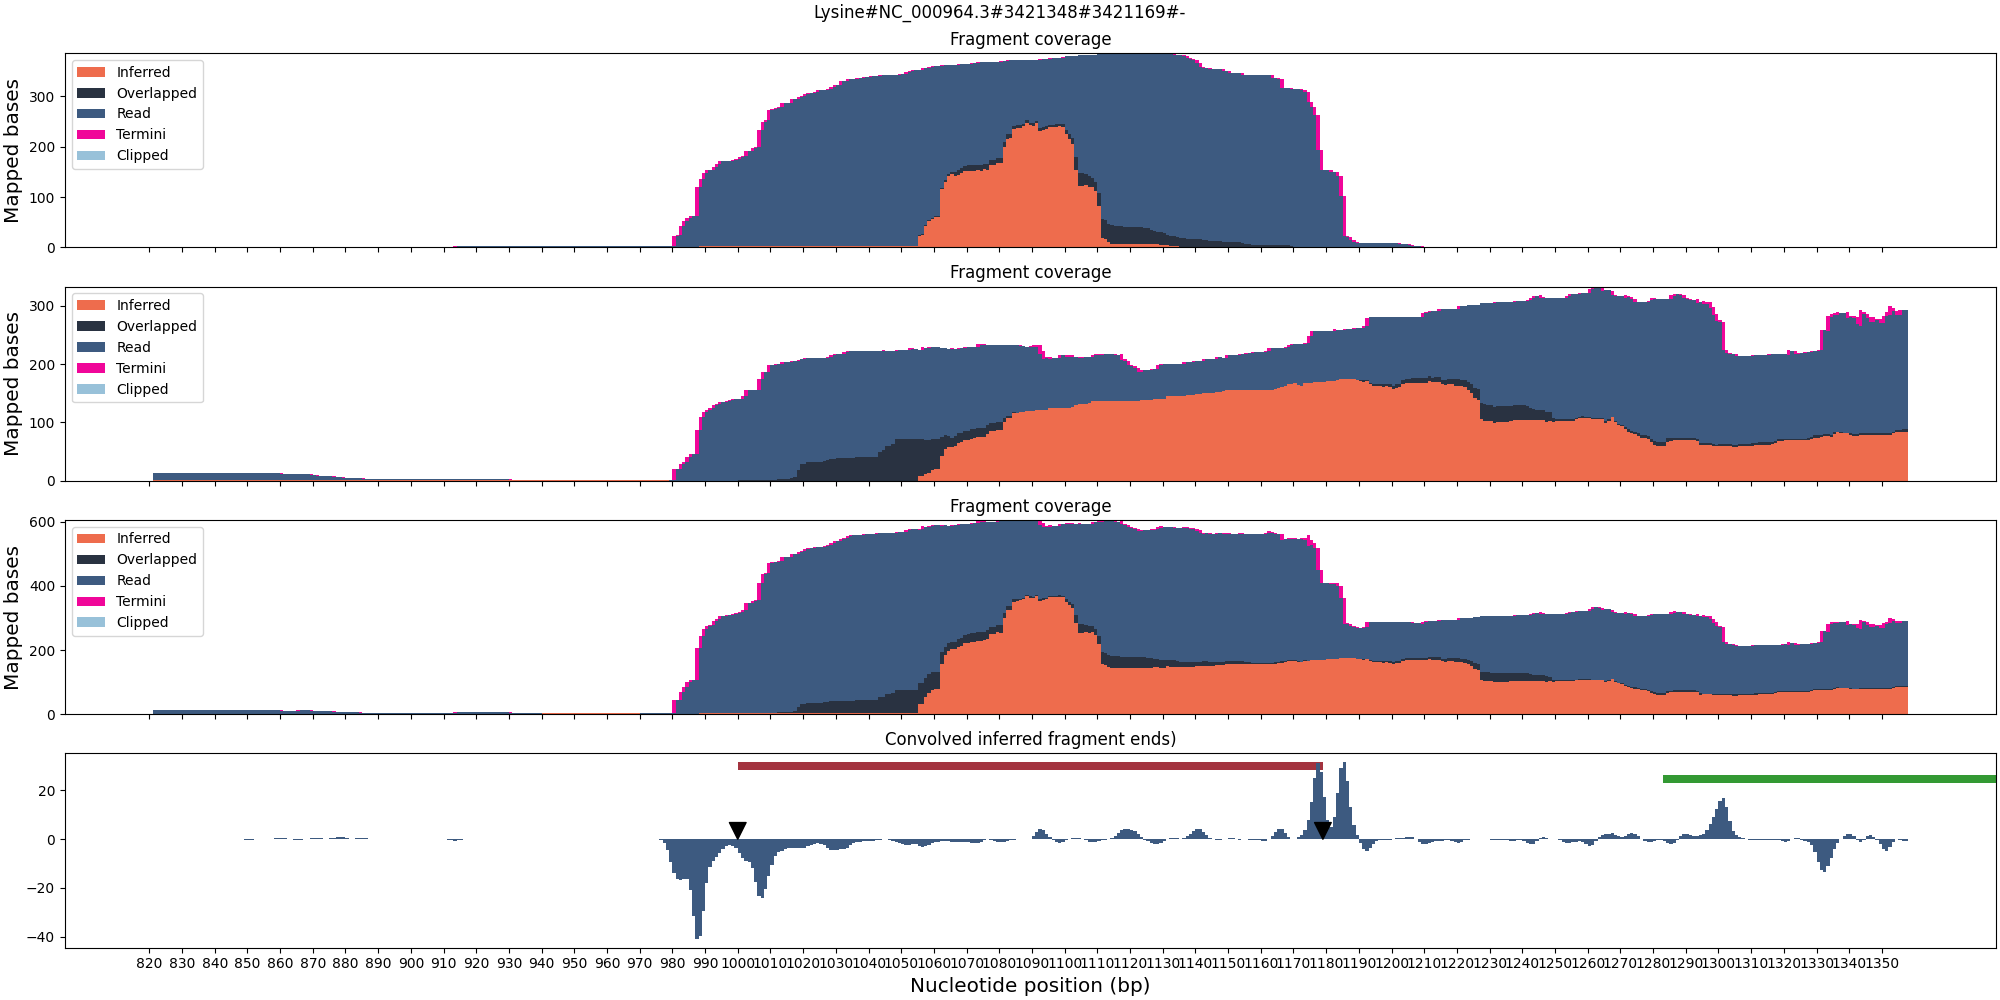 Lysine#NC_000964.3#3421348#3421169#-
Fragment coverage
Mapped bases
300
200
100
0
Inferred
Overlapped
Read
Termini
Clipped
Fragment coverage
Mapped bases
300
200
100
0
Inferred
Overlapped
Read
Termini
Clipped
Fragment coverage
Mapped bases
600
400
200
0
Inferred
Overlapped
Read
Termini
Clipped
Convolved inferred fragment ends)
20
0
−20
−40
820 830 840 850 860 870 880 890 900 910 920 930 940 950 960 970 980 990 1000 1010 1020 1030 1040 1050 1060 1070 1080 1090 1100 1110 1120 1130 1140 1150 1160 1170 1180 1190 1200 1210 1220 1230 1240 1250 1260 1270 1280 1290 1300 1310 1320 1330 1340 1350
Nucleotide position (bp)